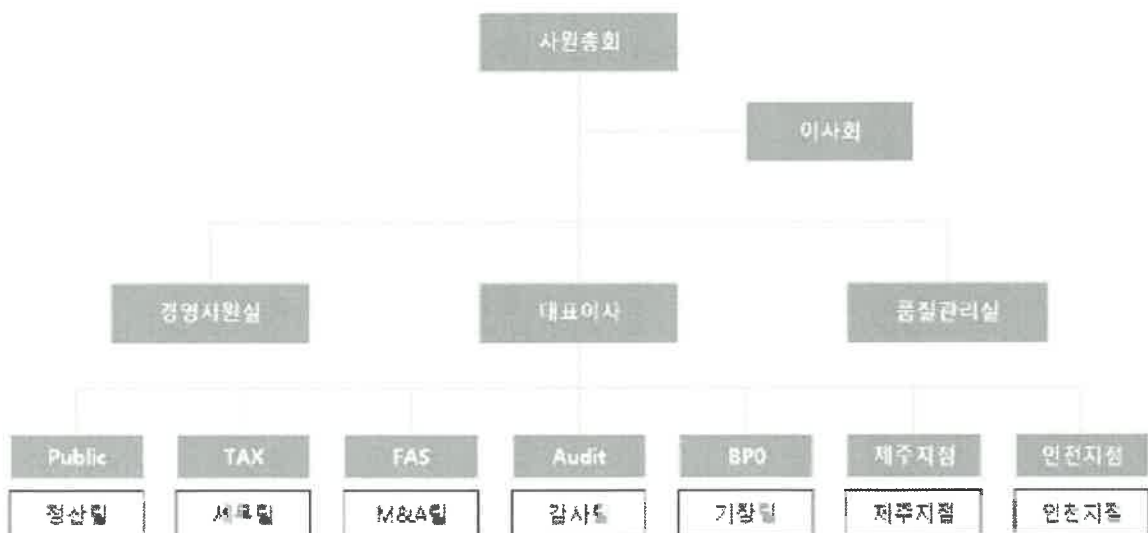 사원총회
이사회
경영지원실 대표이사 품질관리실
Public TAX FAS Audit BPO 제주지점 인천지점
정산팀 세무팀 M&A팀 감사팀 기장팀 제주지점 인천지점